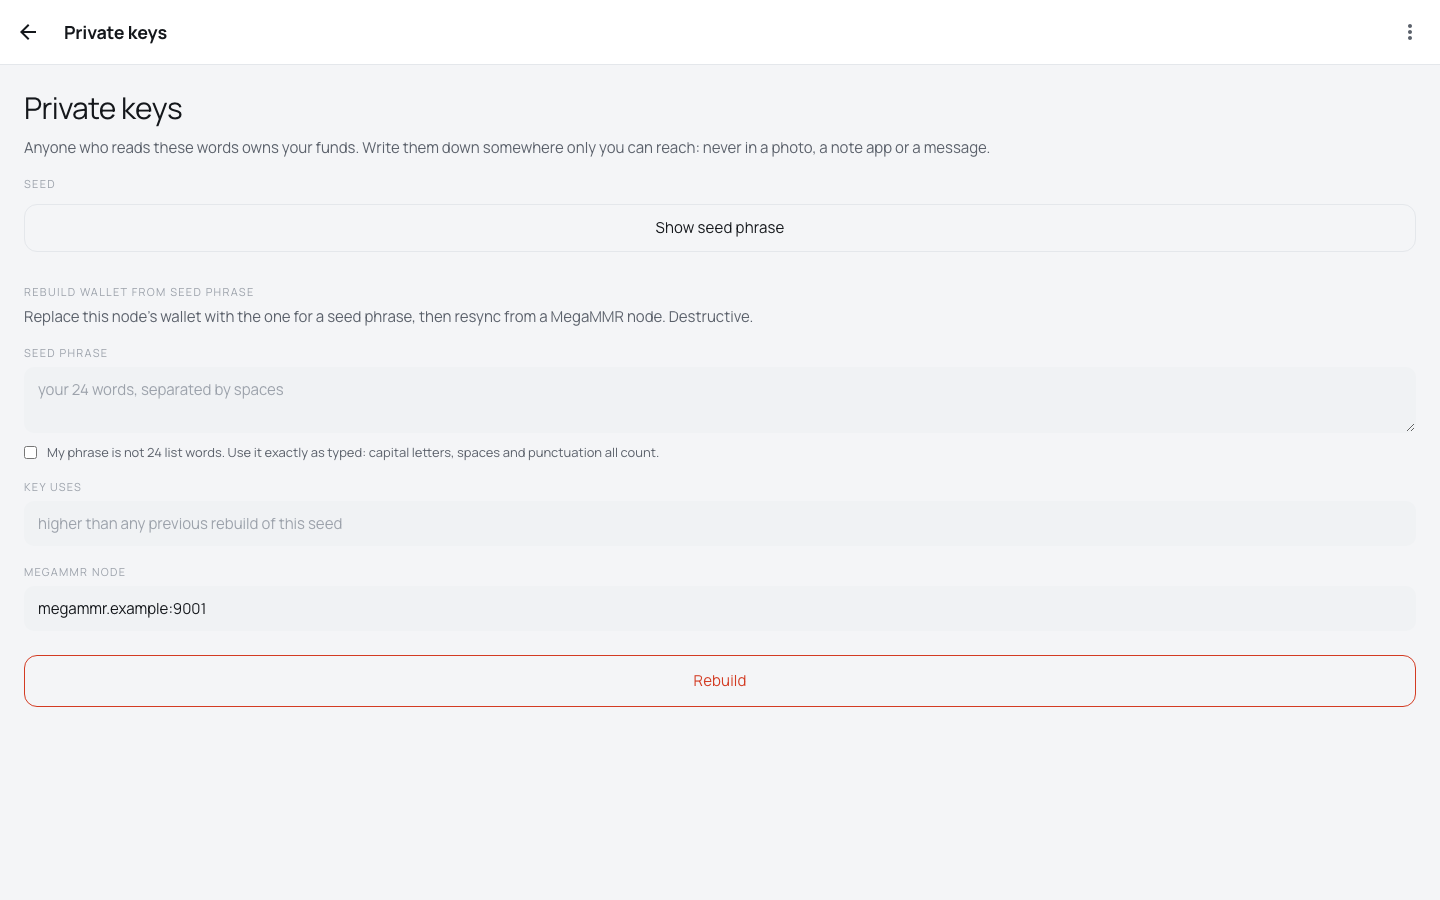 Private keys
Private keys
Anyone who reads these words owns your funds. Write them down somewhere only you can reach: never in a photo, a note app or a message.
SEED
Show seed phrase
REBUILD WALLET FROM SEED PHRASE
Replace this node's wallet with the one for a seed phrase, then resync from a MegaMMR node. Destructive.
SEED PHRASE
your 24 words, separated by spaces
My phrase is not 24 list words. Use it exactly as typed: capital letters, spaces and punctuation all count.
KEY USES
higher than any previous rebuild of this seed
MEGAMMR NODE
megammr.example:9001
Rebuild